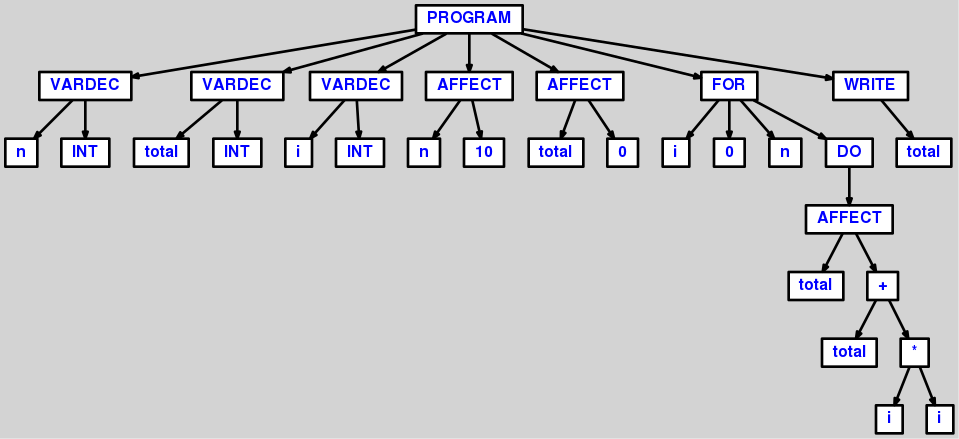 PROGRAM
VARDEC VARDEC VARDEC AFFECT AFFECT FOR WRITE
n INT total INT i INT n 10 total 0 i 0 n DO total
AFFECT
total +
total *
i i